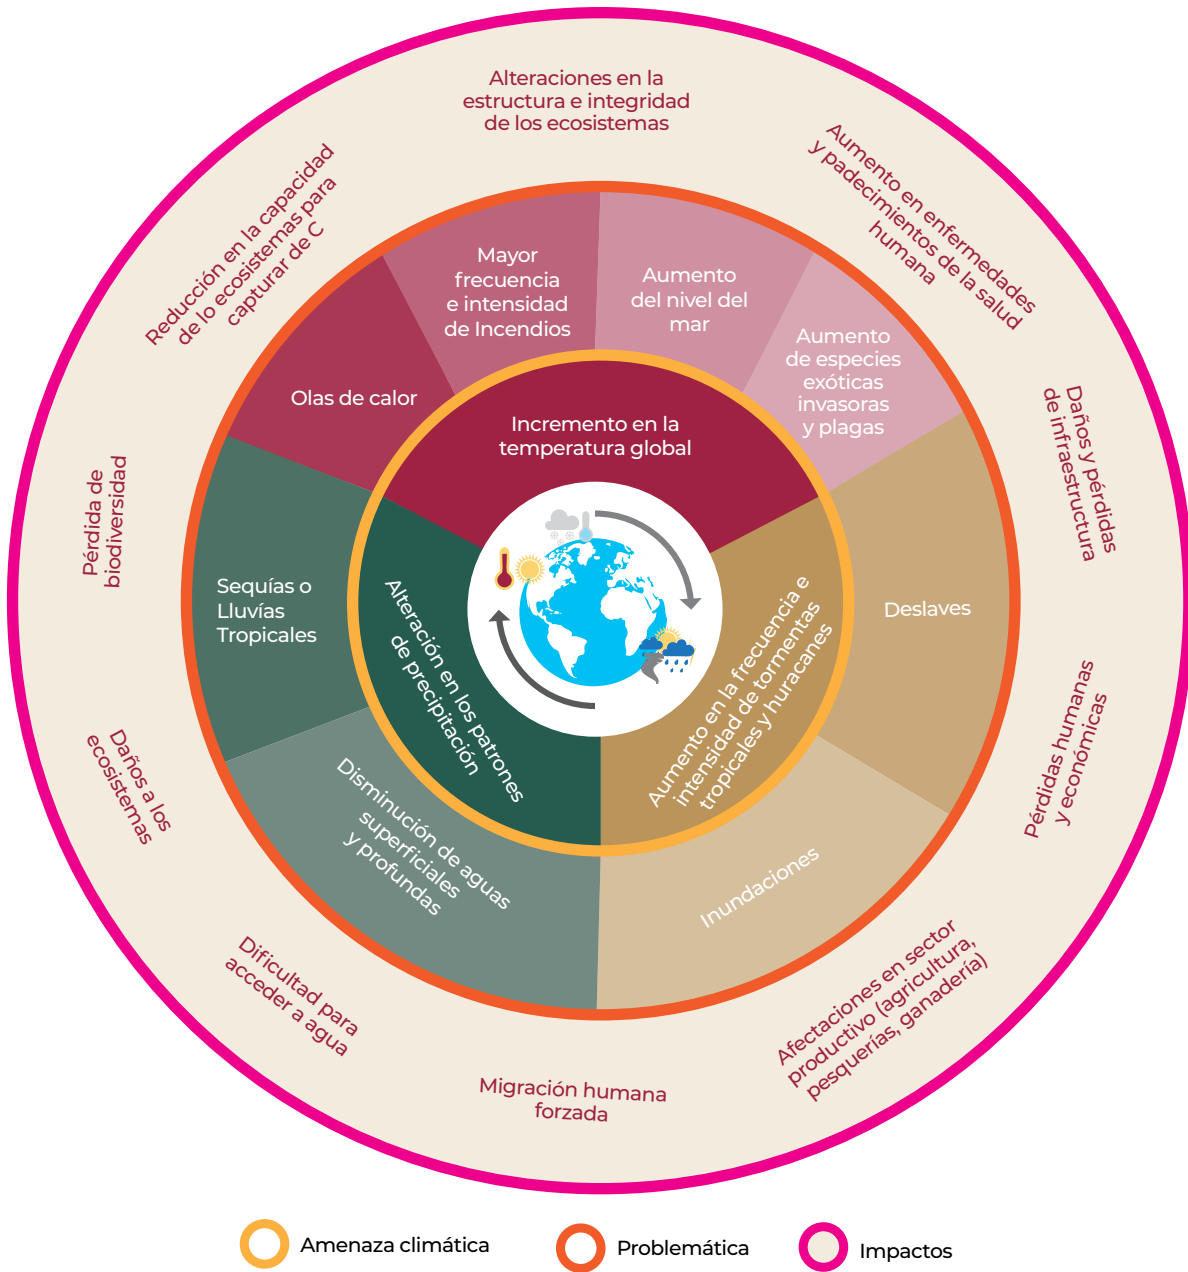 Alteraciones en la
estructura e integridad
de los ecosistemas
Aumento en enfermedades
y padecimientos de la salud
humana
Daños y pérdidas
de infraestructura
Pérdidas humanas
y económicas
Afectaciones en sector
productivo (agricultura,
pesquerías, ganadería)
Migración humana
forzada
Dificultad para
acceder a agua
Daños a los
ecosistemas
Pérdida de
biodiversidad
Reducción en la capacidad
de lo ecosistemas para
capturar de C
Mayor
frecuencia
e intensidad
de Incendios
Aumento
del nivel del
mar
Aumento
de especies
exóticas
invasoras
y plagas
Deslaves
Inundaciones
Disminución de aguas
superficiales
y profundas
Sequías o
Lluvías
Tropicales
Olas de calor
Incremento en la
temperatura global
Aumento en la frecuencia e
intensidad de tormentas
tropicales y huracanes
Alteración en los patrones
de precipitación
Amenaza climática
Problemática
Impactos